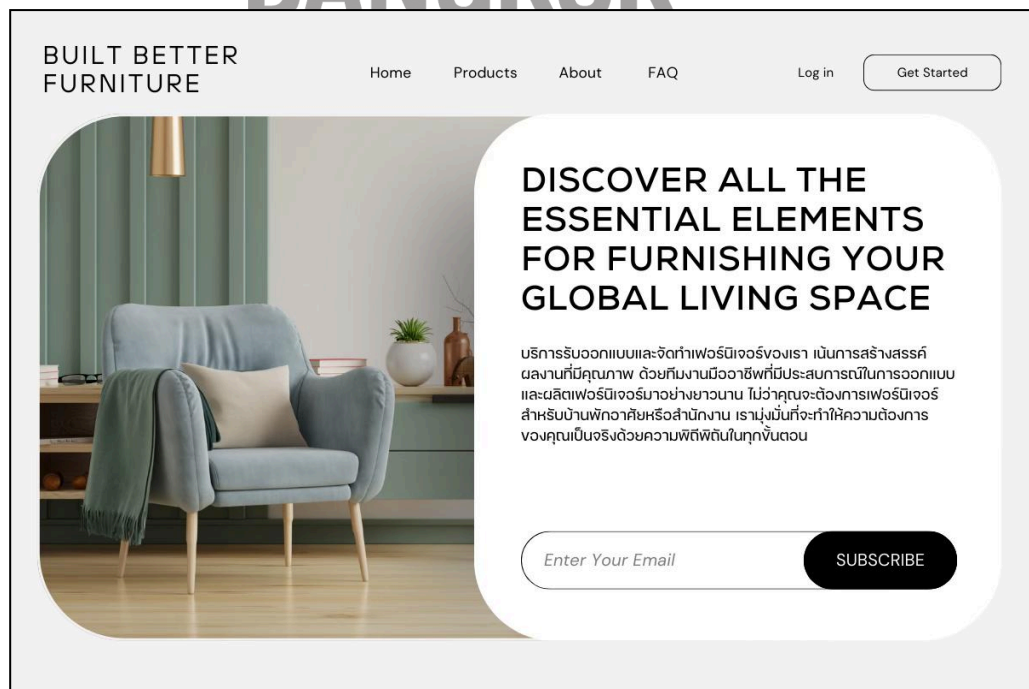 BUILT BETTER
FURNITURE
Home Products About FAQ Log in Get Started
DISCOVER ALL THE
ESSENTIAL ELEMENTS
FOR FURNISHING YOUR
GLOBAL LIVING SPACE
บริการรับออกแบบและจัดทำเฟอร์นิเจอร์ของเรา เน้นการสร้างสรรค์
ผลงานที่มีคุณภาพ ด้วยทีมงานมืออาชีพที่มีประสบการณ์ในการออกแบบ
และผลิตเฟอร์นิเจอร์มาอย่างยาวนาน ไม่ว่าคุณจะต้องการเฟอร์นิเจอร์
สำหรับบ้านพักอาศัยหรือสำนักงาน เรามุ่งมั่นที่จะทำให้ความต้องการ
ของคุณเป็นจริงด้วยความพิถีพิถันในทุกขั้นตอน
Enter Your Email SUBSCRIBE